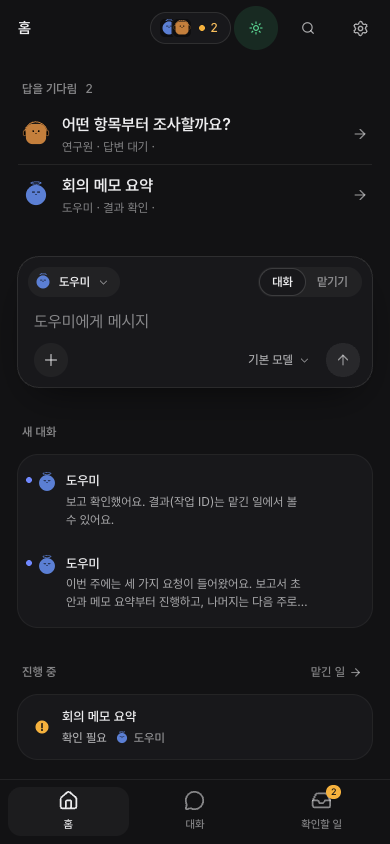 홈
2
답을 기다림 2
어떤 항목부터 조사할까요?
연구원 · 답변 대기 ·
회의 메모 요약
도우미 · 결과 확인 ·
도우미
대화
맡기기
도우미에게 메시지
기본 모델
새 대화
도우미
보고 확인했어요. 결과(작업 ID)는 맡긴 일에서 볼
수 있어요.
도우미
이번 주에는 세 가지 요청이 들어왔어요. 보고서 초
안과 메모 요약부터 진행하고, 나머지는 다음 주로...
진행 중
맡긴 일
회의 메모 요약
확인 필요 도우미
2
홈
대화
확인할 일